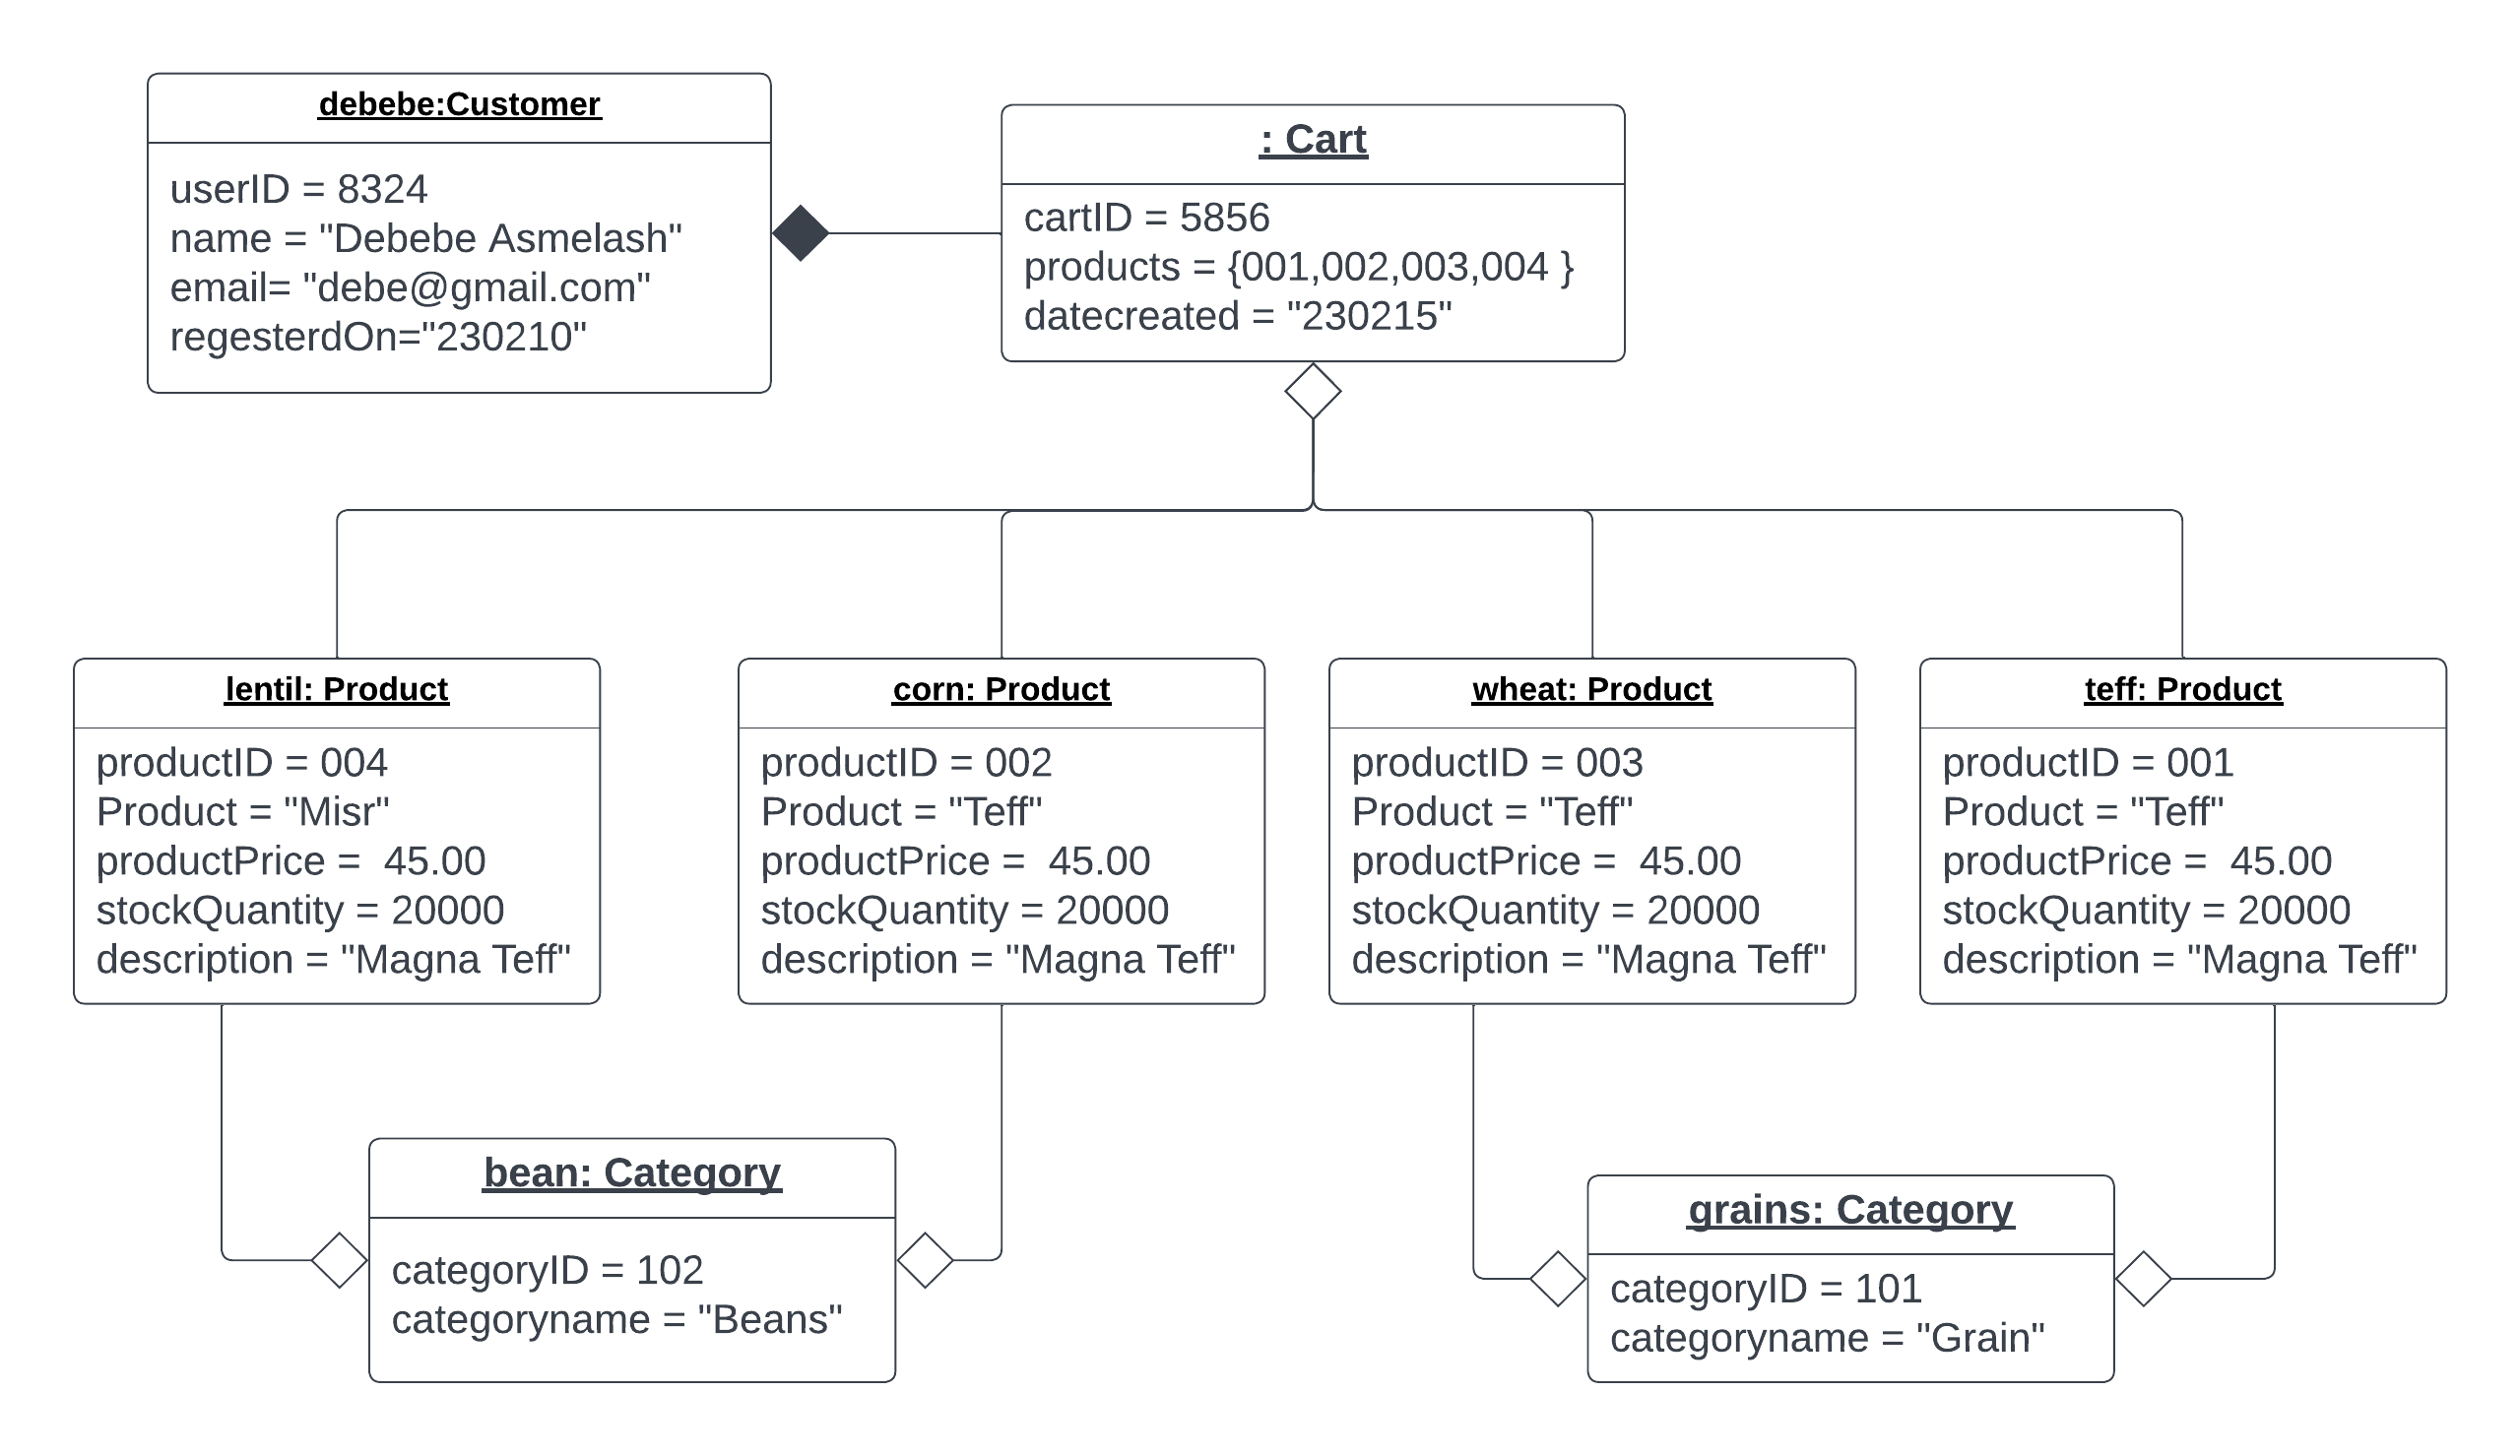 debebe:Customer
userID = 8324
name = "Debebe Asmelash"
email= "debe@gmail.com"
regesterdOn="230210"
: Cart
cartID = 5856
products = {001,002,003,004 }
datecreated = "230215"
lentil: Product
productID = 004
Product = "Misr"
productPrice =  45.00
stockQuantity = 20000
description = "Magna Teff"
corn: Product
productID = 002
Product = "Teff"
productPrice =  45.00
stockQuantity = 20000
description = "Magna Teff"
wheat: Product
productID = 003
Product = "Teff"
productPrice =  45.00
stockQuantity = 20000
description = "Magna Teff"
teff: Product
productID = 001
Product = "Teff"
productPrice =  45.00
stockQuantity = 20000
description = "Magna Teff"
bean: Category
categoryID = 102
categoryname = "Beans"
grains: Category
categoryID = 101
categoryname = "Grain"